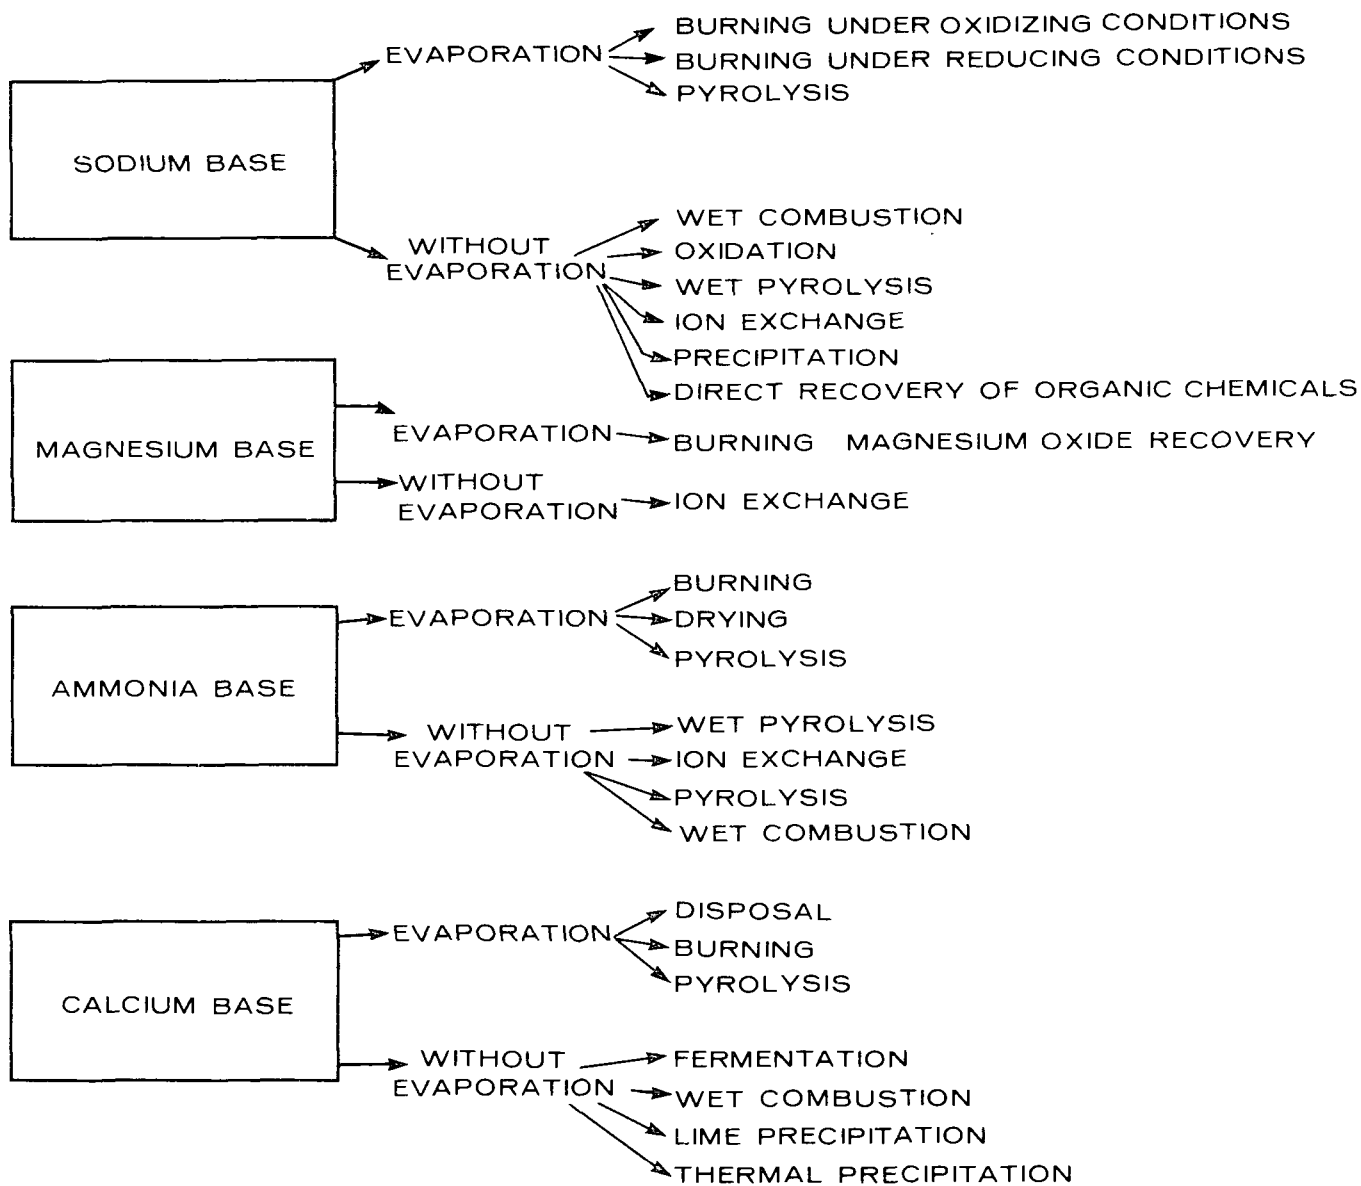 SODIUM BASE
EVAPORATION
BURNING UNDER OXIDIZING CONDITIONS
BURNING UNDER REDUCING CONDITIONS
PYROLYSIS
WITHOUT
EVAPORATION
WET COMBUSTION
OXIDATION
WET PYROLYSIS
ION EXCHANGE
PRECIPITATION
DIRECT RECOVERY OF ORGANIC CHEMICALS
MAGNESIUM BASE
EVAPORATION
BURNING MAGNESIUM OXIDE RECOVERY
WITHOUT
EVAPORATION
ION EXCHANGE
AMMONIA BASE
EVAPORATION
BURNING
DRYING
PYROLYSIS
WITHOUT
EVAPORATION
WET PYROLYSIS
ION EXCHANGE
PYROLYSIS
WET COMBUSTION
CALCIUM BASE
EVAPORATION
DISPOSAL
BURNING
PYROLYSIS
WITHOUT
EVAPORATION
FERMENTATION
WET COMBUSTION
LIME PRECIPITATION
THERMAL PRECIPITATION